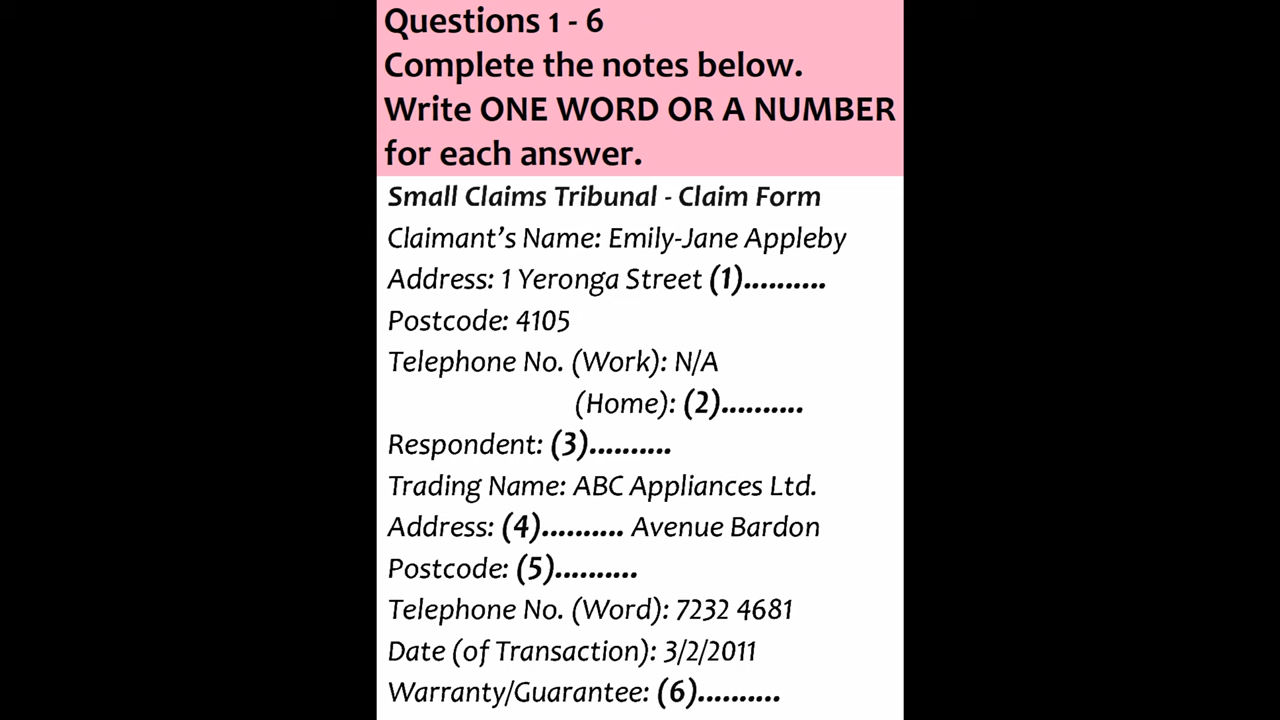 Questions 1 - 6
Complete the notes below.
Write ONE WORD OR A NUMBER
for each answer.
Small Claims Tribunal - Claim Form
Claimant’s Name: Emily-Jane Appleby
Address: 1 Yeronga Street (1)..........
Postcode: 4105
Telephone No. (Work): N/A
(Home): (2)..........
Respondent: (3)..........
Trading Name: ABC Appliances Ltd.
Address: (4).......... Avenue Bardon
Postcode: (5)..........
Telephone No. (Word): 7232 4681
Date (of Transaction): 3/2/2011
Warranty/Guarantee: (6)..........